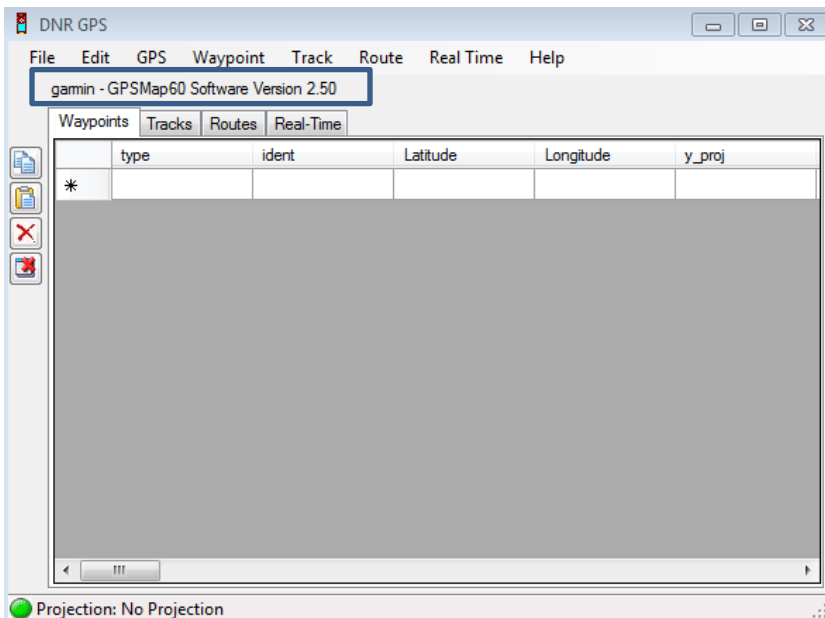 DNR GPS
File Edit GPS Waypoint Track Route Real Time Help
garmin - GPSMap60 Software Version 2.50
Waypoints Tracks Routes Real-Time
type ident Latitude Longitude y_proj
*
Projection: No Projection